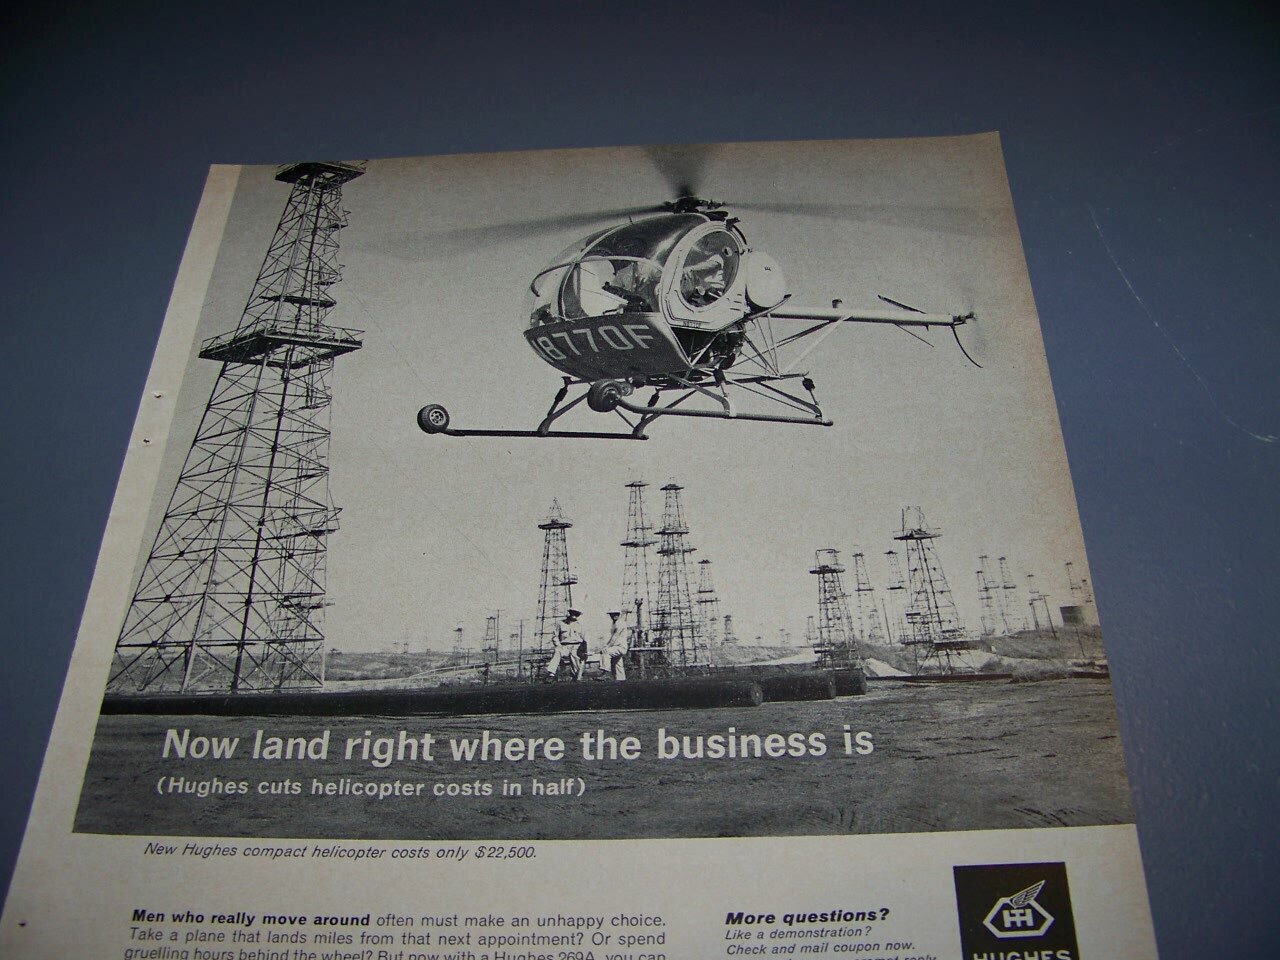 8770F
Now land right where the business is
(Hughes cuts helicopter costs in half)
New Hughes compact helicopter costs only $22,500.
Men who really move around often must make an unhappy choice.
Take a plane that lands miles from that next appointment? Or spend
gruelling hours behind the wheel? But now with a Hughes 269A, you can
More questions?
Like a demonstration?
Check and mail coupon now.
prompt reply
HUGHES